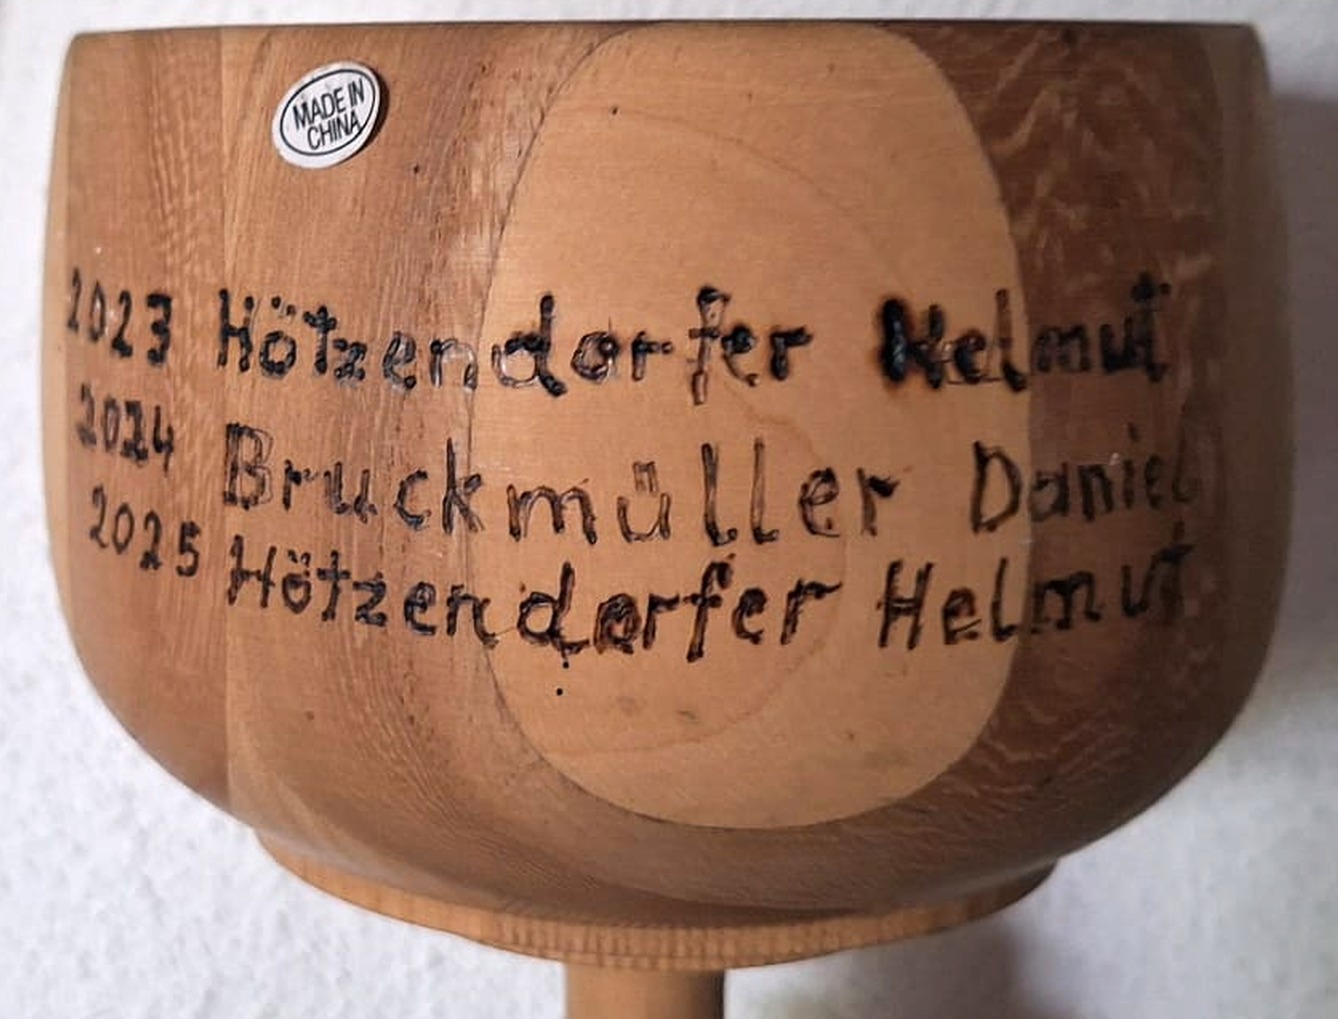 MADE IN
CHINA
2023 Hötzendorfer Helmut
2024 Bruckmüller Daniel
2025 Hötzendorfer Helmut